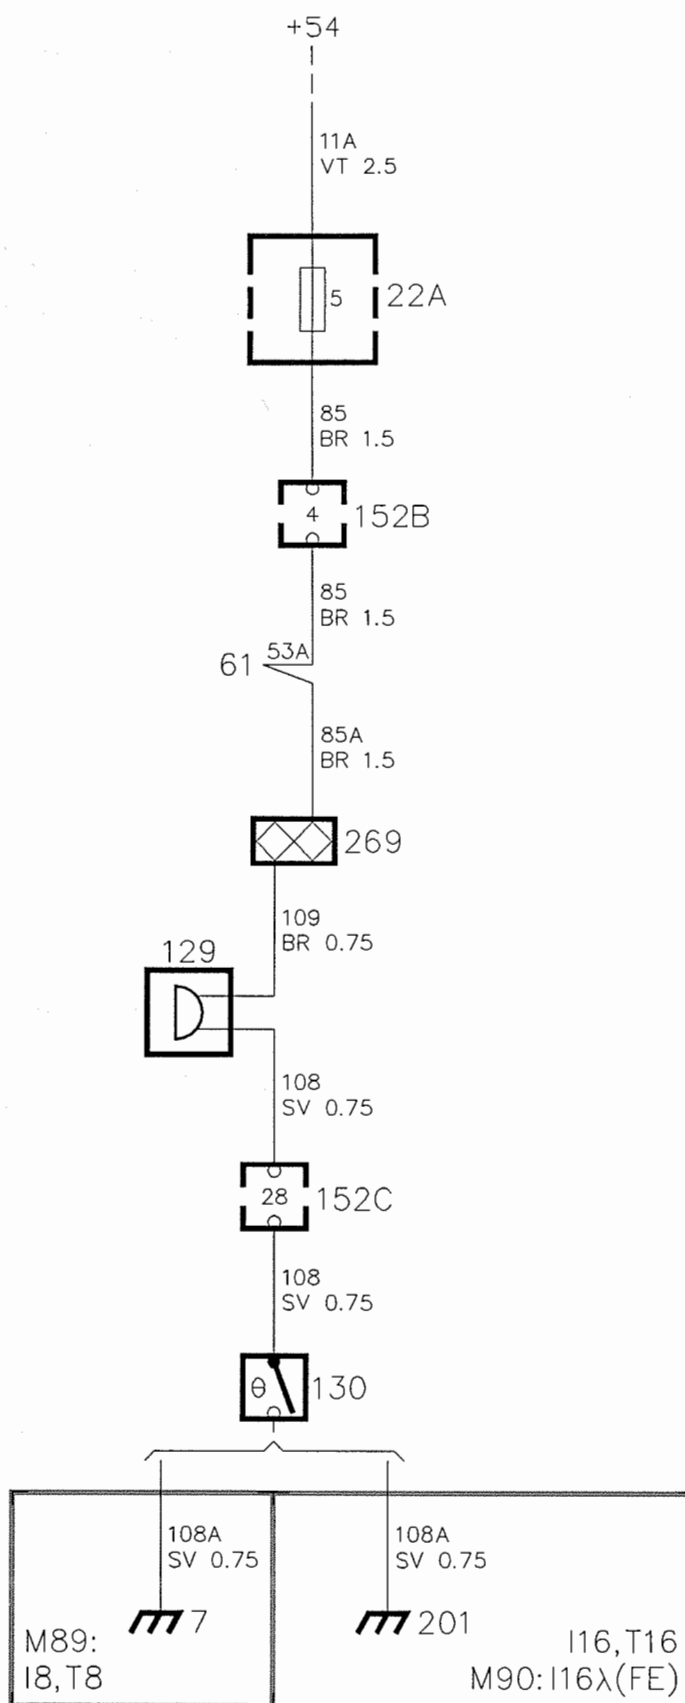 +54
11A
VT 2.5
5
22A
85
BR 1.5
4
152B
85
BR 1.5
53A
61
85A
BR 1.5
269
109
BR 0.75
129
108
SV 0.75
28
152C
108
SV 0.75
θ
130
108A
SV 0.75
108A
SV 0.75
7
201
M89:
I8,T8
I16,T16
M90:I16λ(FE)